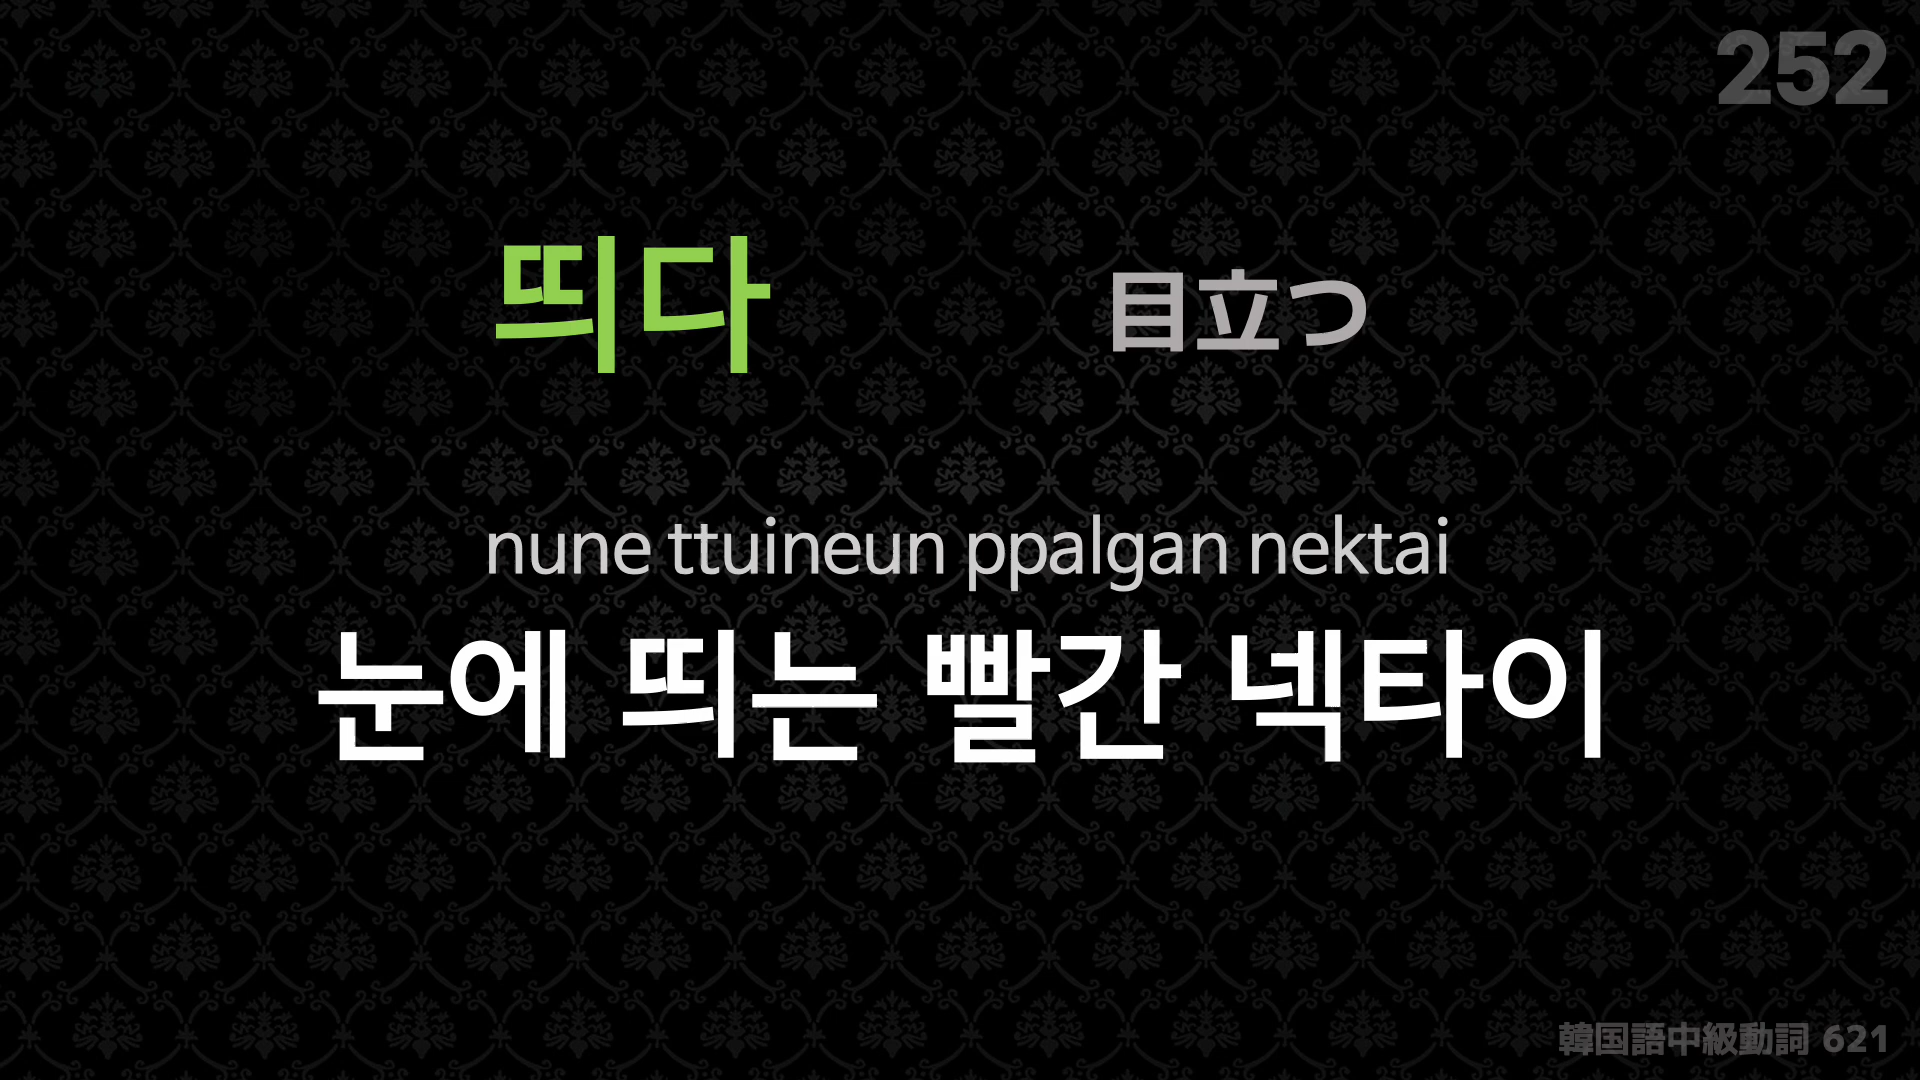 252
띄다 目立つ
nune ttuineun ppalgan nektai
눈에 띄는 빨간 넥타이
韓国語中級動詞 621